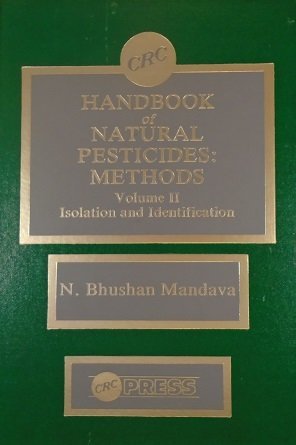 CRC
HANDBOOK
of
NATURAL
PESTICIDES:
METHODS
Volume II
Isolation and Identification
N. Bhushan Mandava
CRC PRESS